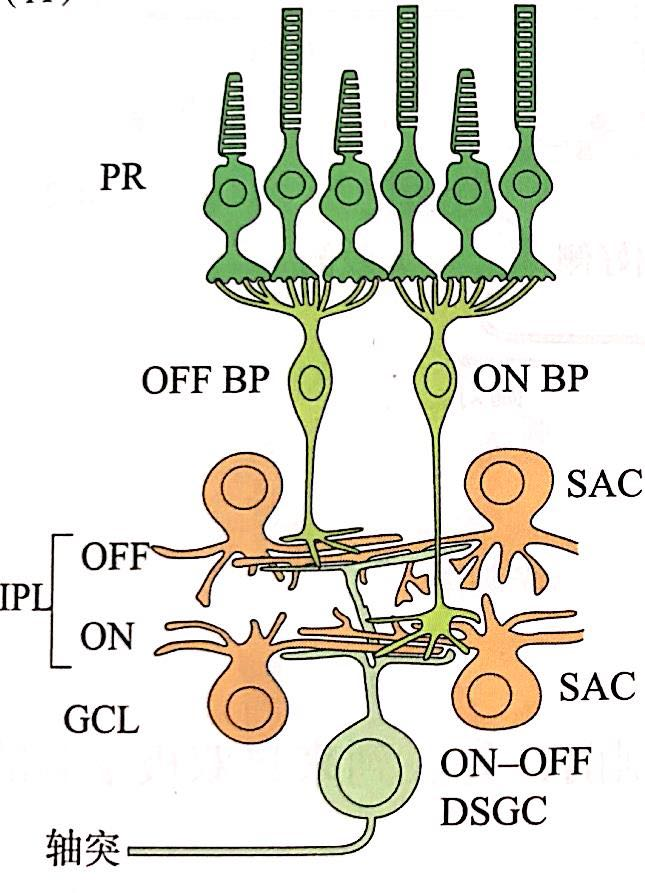 PR
OFF BP
ON BP
SAC
OFF
IPL
ON
SAC
GCL
ON–OFF
DSGC
轴突